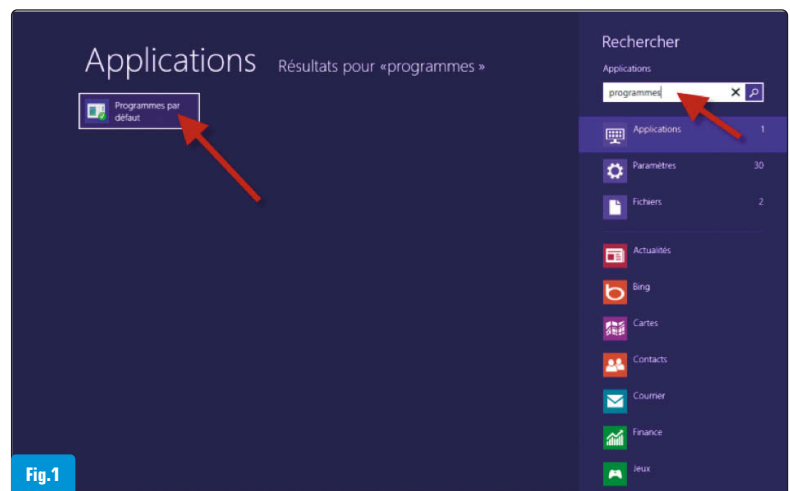 Applications Résultats pour «programmes »
Programmes par
défaut
Rechercher
Applications
programmes
Applications 1
Paramètres 30
Fichiers 2
Actualités
Bing
Cartes
Contacts
Courrier
Finance
Jeux
Fig.1